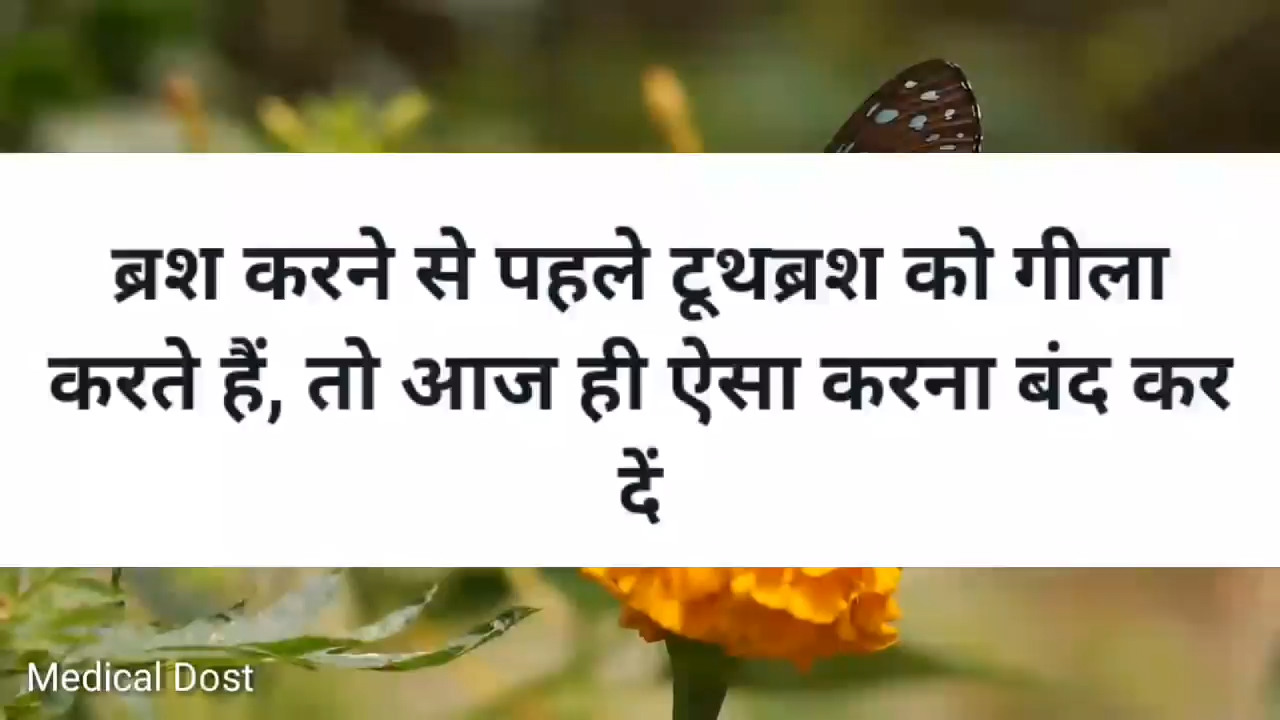 ब्रश करने से पहले टूथब्रश को गीला
करते हैं, तो आज ही ऐसा करना बंद कर
दें
Medical Dost